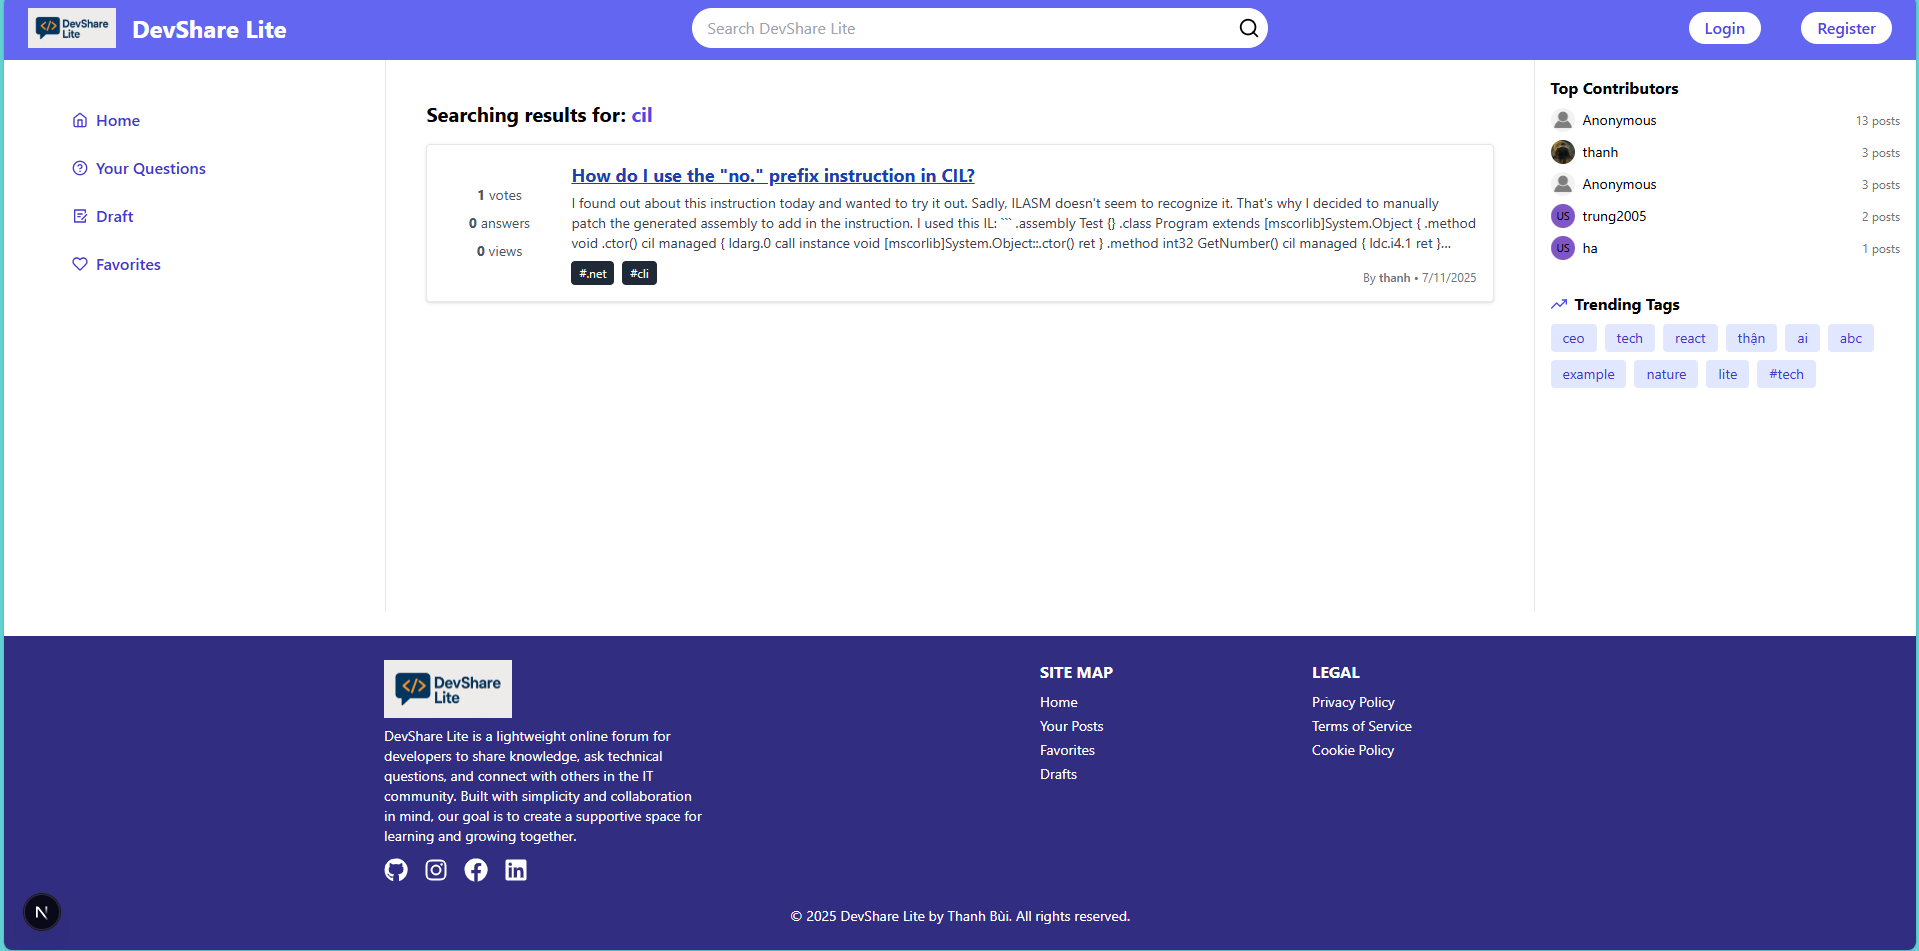 DevShare
Lite
DevShare Lite
Search DevShare Lite
Login
Register
Home
Your Questions
Draft
Favorites
Searching results for: cil
1 votes
0 answers
0 views
How do I use the "no." prefix instruction in CIL?
I found out about this instruction today and wanted to try it out. Sadly, ILASM doesn't seem to recognize it. That's why I decided to manually
patch the generated assembly to add in the instruction. I used this IL: ``` .assembly Test {} .class Program extends [mscorlib]System.Object { .method
void .ctor() cil managed { ldarg.0 call instance void [mscorlib]System.Object::.ctor() ret } .method int32 GetNumber() cil managed { ldc.i4.1 ret }...
#.net #cli
By thanh • 7/11/2025
Top Contributors
Anonymous 13 posts
thanh 3 posts
Anonymous 3 posts
US trung2005 2 posts
US ha 1 posts
Trending Tags
ceo tech react thận ai abc
example nature lite #tech
DevShare
Lite
DevShare Lite is a lightweight online forum for
developers to share knowledge, ask technical
questions, and connect with others in the IT
community. Built with simplicity and collaboration
in mind, our goal is to create a supportive space for
learning and growing together.
SITE MAP
Home
Your Posts
Favorites
Drafts
LEGAL
Privacy Policy
Terms of Service
Cookie Policy
N
© 2025 DevShare Lite by Thanh Bùi. All rights reserved.